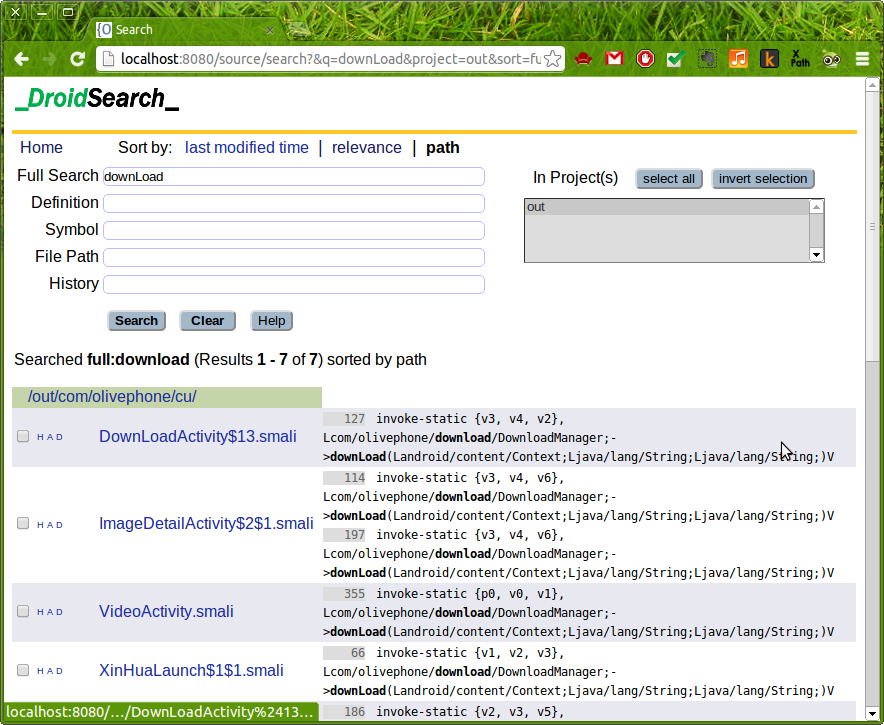 {O Search
localhost:8080/source/search?&q=downLoad&project=out&sort=fu
X Path
_DroidSearch_
Home Sort by: last modified time | relevance | path
Full Search downLoad In Project(s) select all invert selection
Definition out
Symbol
File Path
History
Search Clear Help
Searched full:download (Results 1 - 7 of 7) sorted by path
/out/com/olivephone/cu/
H A D DownLoadActivity$13.smali
127 invoke-static {v3, v4, v2},
Lcom/olivephone/download/DownloadManager;-
>downLoad(Landroid/content/Context;Ljava/lang/String;Ljava/lang/String;)V
H A D ImageDetailActivity$2$1.smali
114 invoke-static {v3, v4, v6},
Lcom/olivephone/download/DownloadManager;-
>downLoad(Landroid/content/Context;Ljava/lang/String;Ljava/lang/String;)V
197 invoke-static {v3, v4, v6},
Lcom/olivephone/download/DownloadManager;-
>downLoad(Landroid/content/Context;Ljava/lang/String;Ljava/lang/String;)V
H A D VideoActivity.smali
355 invoke-static {p0, v0, v1},
Lcom/olivephone/download/DownloadManager;-
>downLoad(Landroid/content/Context;Ljava/lang/String;Ljava/lang/String;)V
H A D XinHuaLaunch$1$1.smali
66 invoke-static {v1, v2, v3},
Lcom/olivephone/download/DownloadManager;-
>downLoad(Landroid/content/Context;Ljava/lang/String;Ljava/lang/String;)V
186 invoke-static {v2, v3, v5},
localhost:8080/.../DownLoadActivity%2413...